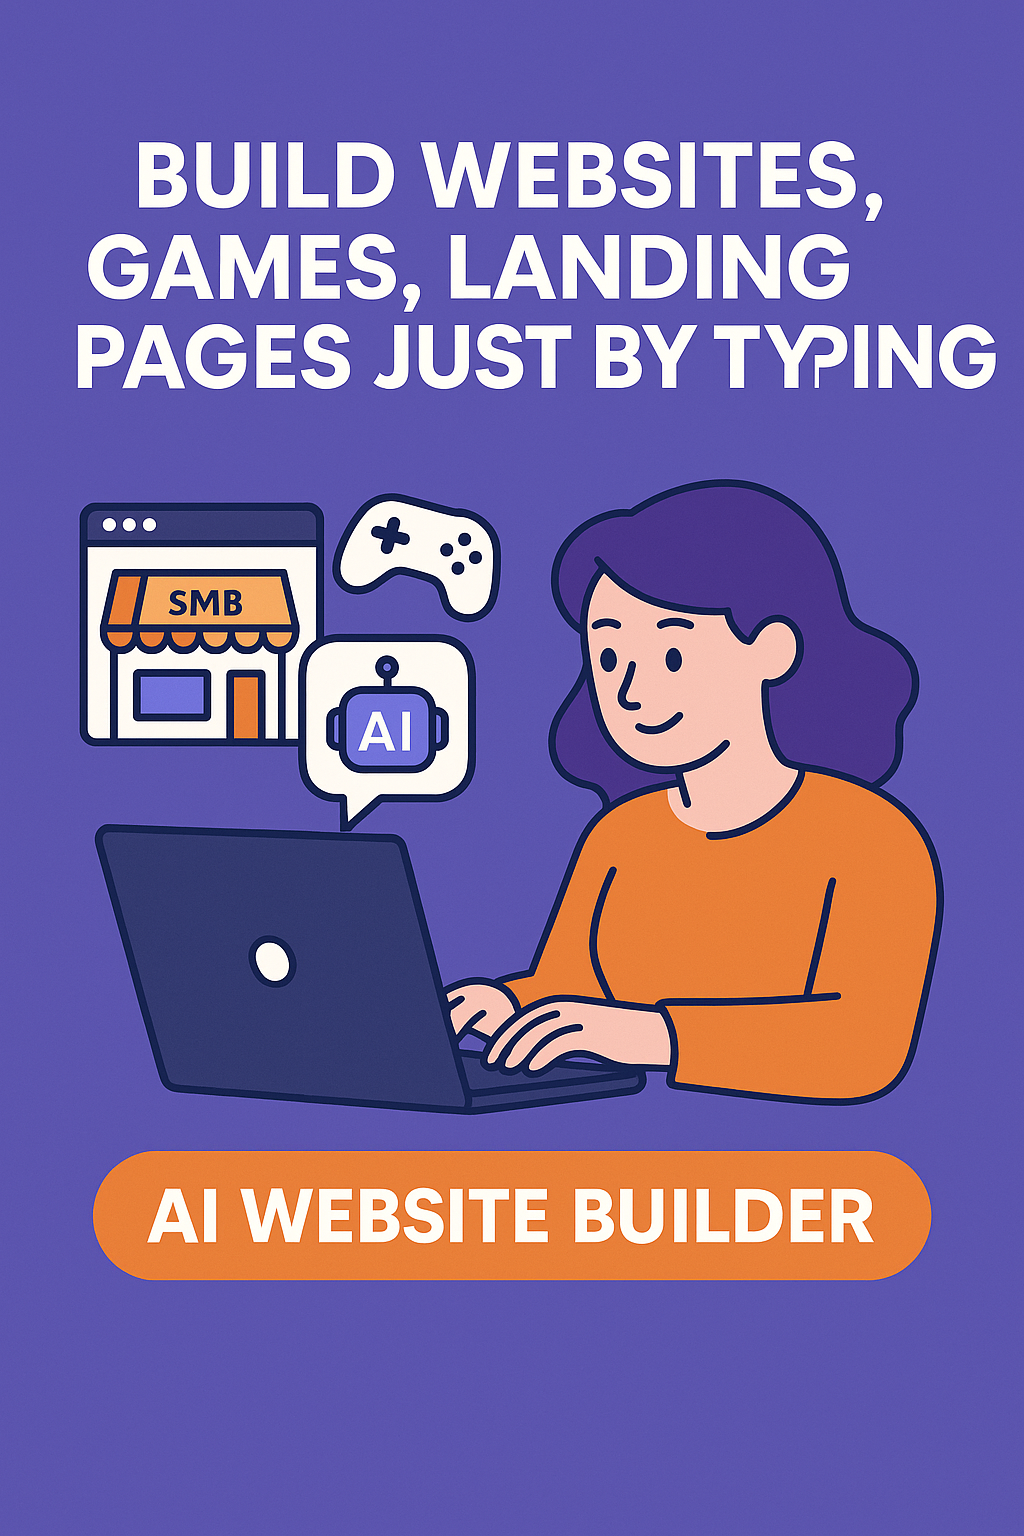 BUILD WEBSITES,
GAMES, LANDING
PAGES JUST BY TYPING
SMB
AI
AI WEBSITE BUILDER